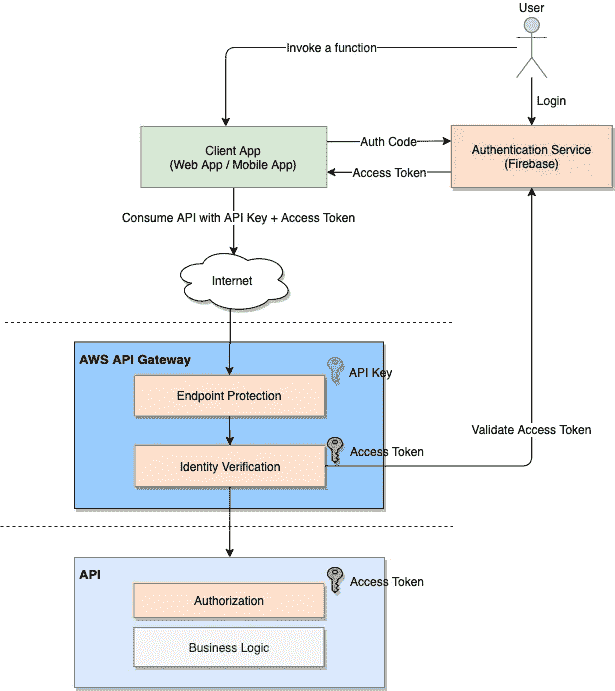 User
Invoke a function
Login
Client App
(Web App / Mobile App)
Auth Code
Access Token
Authentication Service
(Firebase)
Consume API with API Key + Access Token
Internet
AWS API Gateway
API Key
Endpoint Protection
Validate Access Token
Access Token
Identity Verification
API
Access Token
Authorization
Business Logic